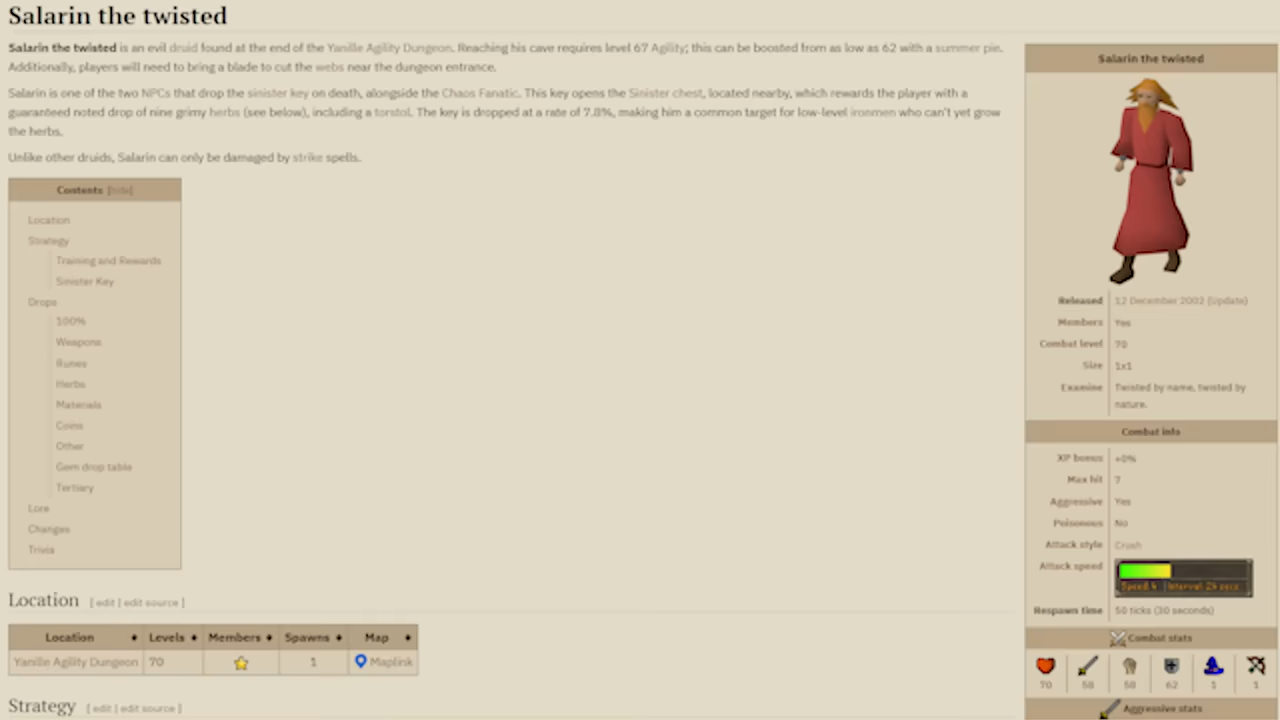 Salarin the twisted
Salarin the twisted is an evil druid found at the end of the Yanille Agility Dungeon. Reaching his cave requires level 67 Agility; this can be boosted from as low as 62 with a summer pie.
Additionally, players will need to bring a blade to cut the webs near the dungeon entrance.
Salarin is one of the two NPCs that drop the sinister key on death, alongside the Chaos Fanatic. This key opens the Sinister chest, located nearby, which rewards the player with a
guaranteed noted drop of nine grimy herbs (see below), including a torstol. The key is dropped at a rate of 7.8%, making him a common target for low-level ironmen who can't yet grow
the herbs.
Unlike other druids, Salarin can only be damaged by strike spells.
Contents [hide]
Location
Strategy
Training and Rewards
Sinister Key
Drops
100%
Weapons
Runes
Herbs
Materials
Coins
Other
Gem drop table
Tertiary
Lore
Changes
Trivia
Location [ edit | edit source ]
Location Levels Members Spawns Map
Yanille Agility Dungeon 70 1 Maplink
Strategy [ edit | edit source ]
Salarin the twisted
Released 12 December 2002 (Update)
Members Yes
Combat level 70
Size 1x1
Examine Twisted by name, twisted by
nature.
Combat info
XP bonus +0%
Max hit 7
Aggressive Yes
Poisonous No
Attack style Crush
Attack speed
Speed 4 Interval 2.4 secs
Respawn time 50 ticks (30 seconds)
Combat stats
70 58 58 62 1 1
Aggressive stats